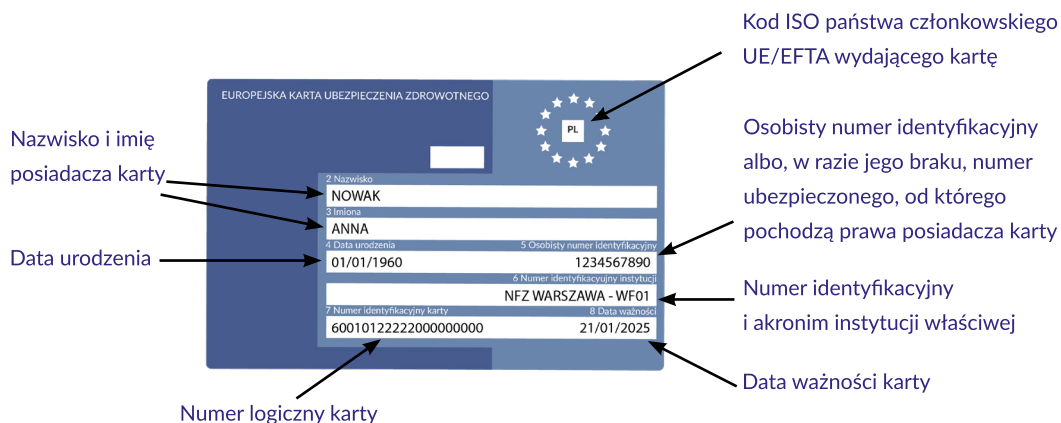 Kod ISO państwa członkowskiego
UE/EFTA wydającego kartę
EUROPEJSKA KARTA UBEZPIECZENIA ZDROWOTNEGO
PL
Nazwisko i imię
posiadacza karty
Osobisty numer identyfikacyjny
albo, w razie jego braku, numer
ubezpieczonego, od którego
pochodzą prawa posiadacza karty
2 Nazwisko
NOWAK
3 Imiona
ANNA
4 Data urodzenia 5 Osobisty numer identyfikacyjny
01/01/1960 1234567890
Data urodzenia
6 Numer identyfikacyujny instytucji
NFZ WARSZAWA - WF01
Numer identyfikacyjny
i akronim instytucji właściwej
7 Numer identyfikacyjny karty 8 Data ważności
60010122222000000000 21/01/2025
Data ważności karty
Numer logiczny karty